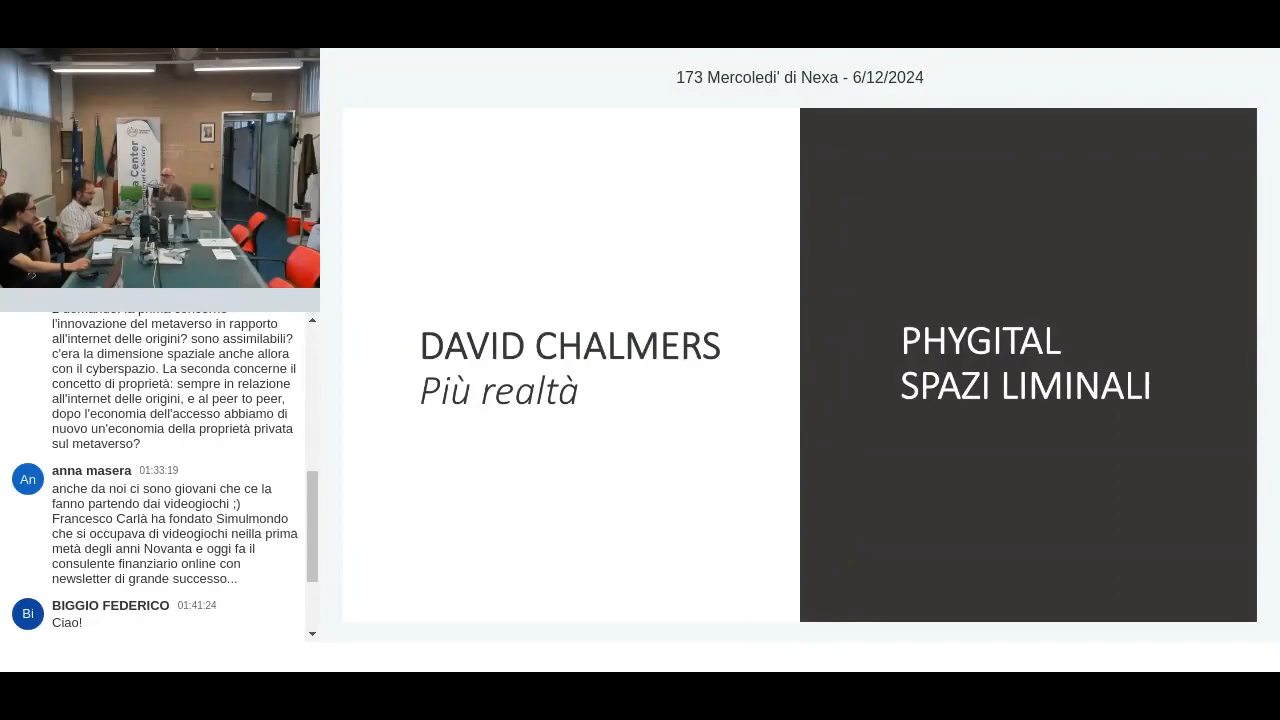 173 Mercoledi' di Nexa - 6/12/2024
a Center
Internet & Society
l'innovazione del metaverso in rapporto
all'internet delle origini? sono assimilabili?
c'era la dimensione spaziale anche allora
con il cyberspazio. La seconda concerne il
concetto di proprietà: sempre in relazione
all'internet delle origini, e al peer to peer,
dopo l'economia dell'accesso abbiamo di
nuovo un'economia della proprietà privata
sul metaverso?
An
anna masera 01:33:19
anche da noi ci sono giovani che ce la
fanno partendo dai videogiochi ;)
Francesco Carlà ha fondato Simulmondo
che si occupava di videogiochi neilla prima
metà degli anni Novanta e oggi fa il
consulente finanziario online con
newsletter di grande successo...
Bi
BIGGIO FEDERICO 01:41:24
Ciao!
DAVID CHALMERS
Più realtà
PHYGITAL
SPAZI LIMINALI